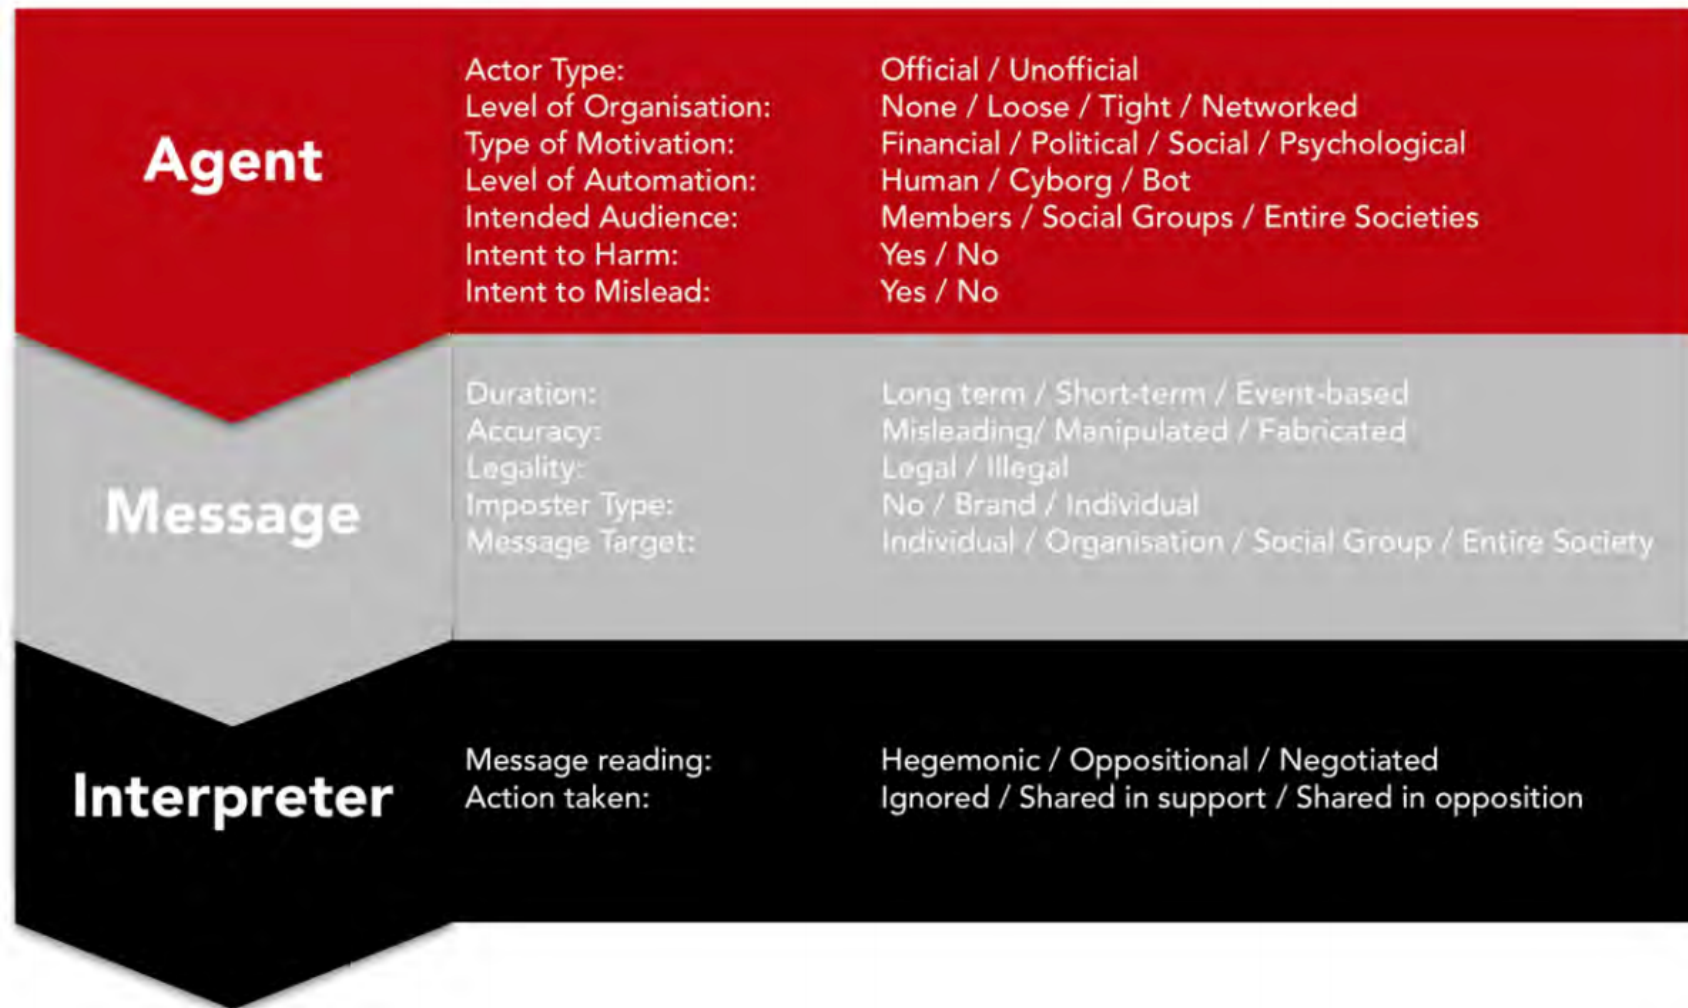 Agent
Actor Type: Official / Unofficial
Level of Organisation: None / Loose / Tight / Networked
Type of Motivation: Financial / Political / Social / Psychological
Level of Automation: Human / Cyborg / Bot
Intended Audience: Members / Social Groups / Entire Societies
Intent to Harm: Yes / No
Intent to Mislead: Yes / No
Message
Duration: Long term / Short-term / Event-based
Accuracy: Misleading/ Manipulated / Fabricated
Legality: Legal / Illegal
Imposter Type: No / Brand / Individual
Message Target: Individual / Organisation / Social Group / Entire Society
Interpreter
Message reading: Hegemonic / Oppositional / Negotiated
Action taken: Ignored / Shared in support / Shared in opposition